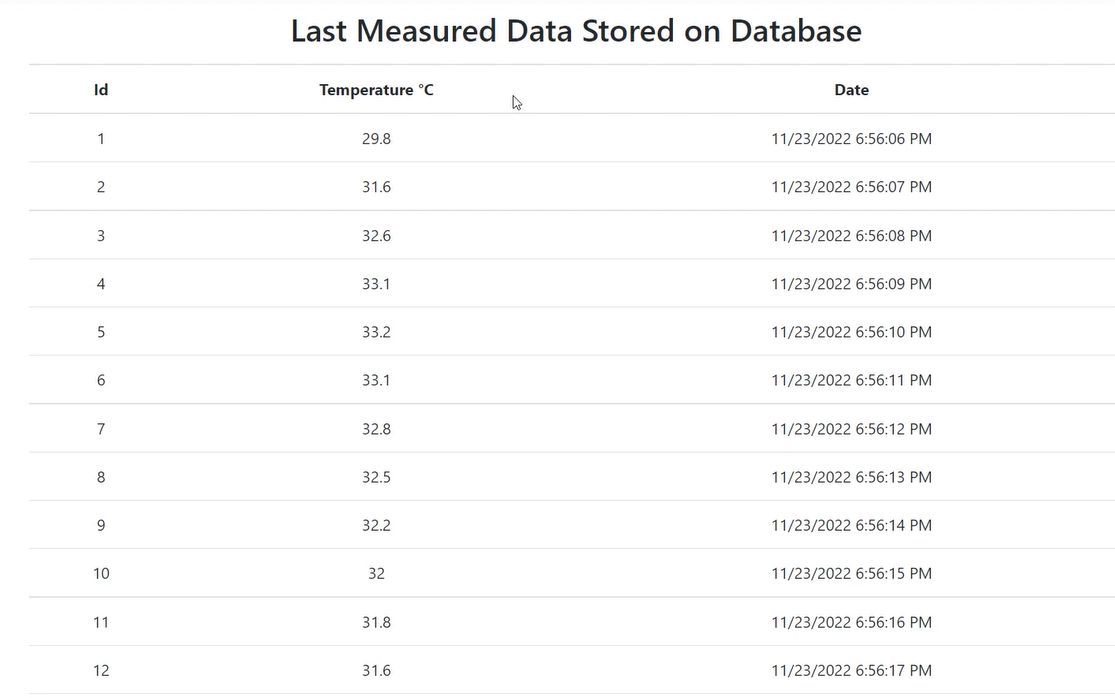 Last Measured Data Stored on Database
Id Temperature °C Date
1 29.8 11/23/2022 6:56:06 PM
2 31.6 11/23/2022 6:56:07 PM
3 32.6 11/23/2022 6:56:08 PM
4 33.1 11/23/2022 6:56:09 PM
5 33.2 11/23/2022 6:56:10 PM
6 33.1 11/23/2022 6:56:11 PM
7 32.8 11/23/2022 6:56:12 PM
8 32.5 11/23/2022 6:56:13 PM
9 32.2 11/23/2022 6:56:14 PM
10 32 11/23/2022 6:56:15 PM
11 31.8 11/23/2022 6:56:16 PM
12 31.6 11/23/2022 6:56:17 PM